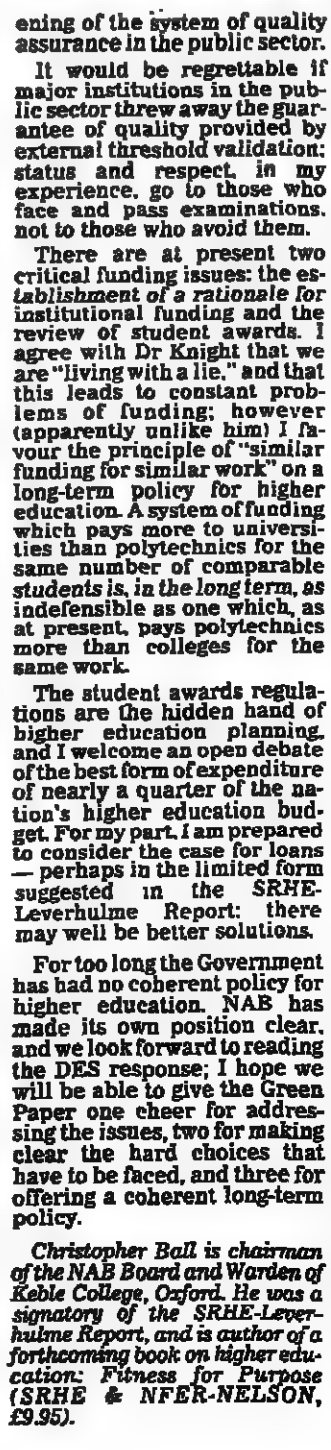 ening of the system of quality
assurance in the public sector.
It would be regrettable if
major institutions in the pub-
lic sector threw away the guar-
antee of quality provided by
external threshold validation;
status and respect, in my
experience, go to those who
face and pass examinations,
not to those who avoid them.
There are at present two
critical funding issues: the es-
tablishment of a rationale for
institutional funding and the
review of student awards. I
agree with Dr Knight that we
are "living with a lie," and that
this leads to constant prob-
lems of funding; however
(apparently unlike him) I fa-
vour the principle of "similar
funding for similar work" on a
long-term policy for higher
education. A system of funding
which pays more to universi-
ties than polytechnics for the
same number of comparable
students is, in the long term, as
indefensible as one which, as
at present, pays polytechnics
more than colleges for the
same work.
The student awards regula-
tions are the hidden hand of
higher education planning,
and I welcome an open debate
of the best form of expenditure
of nearly a quarter of the na-
tion's higher education bud-
get. For my part, I am prepared
to consider the case for loans
— perhaps in the limited form
suggested in the SRHE-
Leverhulme Report: there
may well be better solutions.
For too long the Government
has had no coherent policy for
higher education. NAB has
made its own position clear,
and we look forward to reading
the DES response; I hope we
will be able to give the Green
Paper one cheer for addres-
sing the issues, two for making
clear the hard choices that
have to be faced, and three for
offering a coherent long-term
policy.
Christopher Ball is chairman
of the NAB Board and Warden of
Keble College, Oxford. He was a
signatory of the SRHE-Lever-
hulme Report, and is author of a
forthcoming book on higher edu-
cation: Fitness for Purpose
(SRHE & NFER-NELSON,
£9.95).